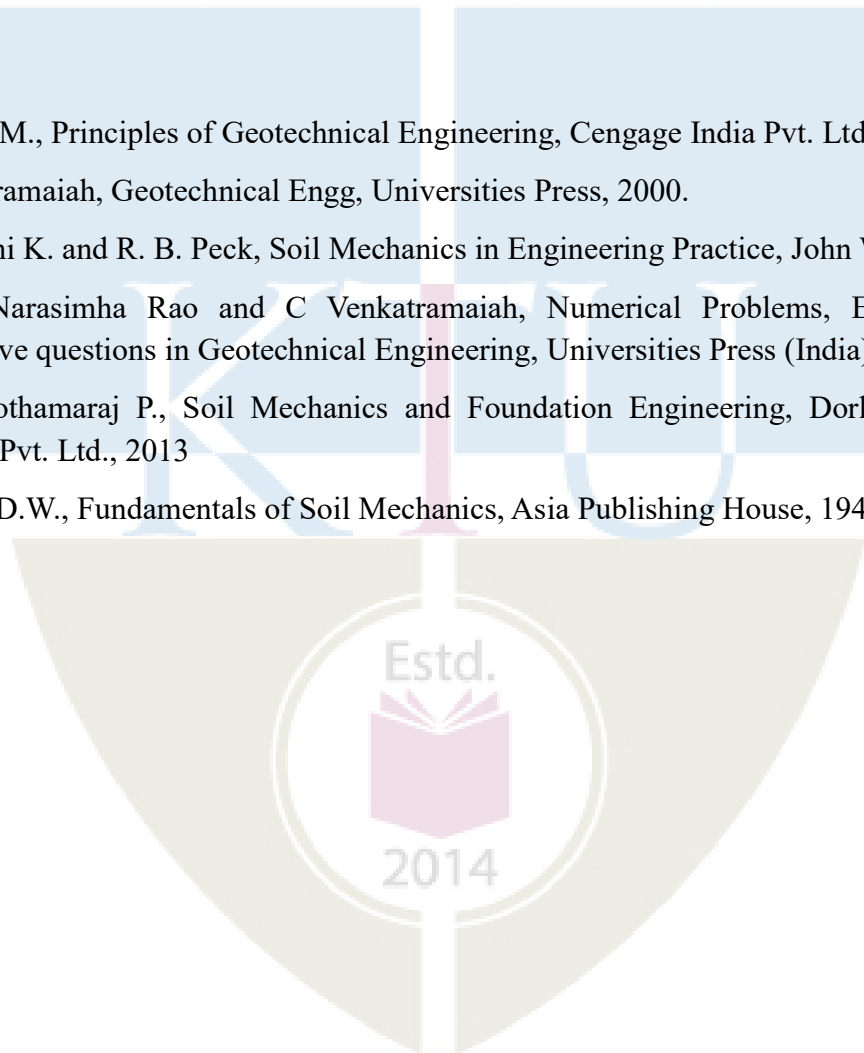 M., Principles of Geotechnical Engineering, Cengage India Pvt. Ltd
ramaiah, Geotechnical Engg, Universities Press, 2000.
ni K. and R. B. Peck, Soil Mechanics in Engineering Practice, John
Narasimha Rao and C Venkatramaiah, Numerical Problems, E
ve questions in Geotechnical Engineering, Universities Press (India)
othamaraj P., Soil Mechanics and Foundation Engineering, Dorl
Pvt. Ltd., 2013
D.W., Fundamentals of Soil Mechanics, Asia Publishing House, 194
KTU
Estd.
2014